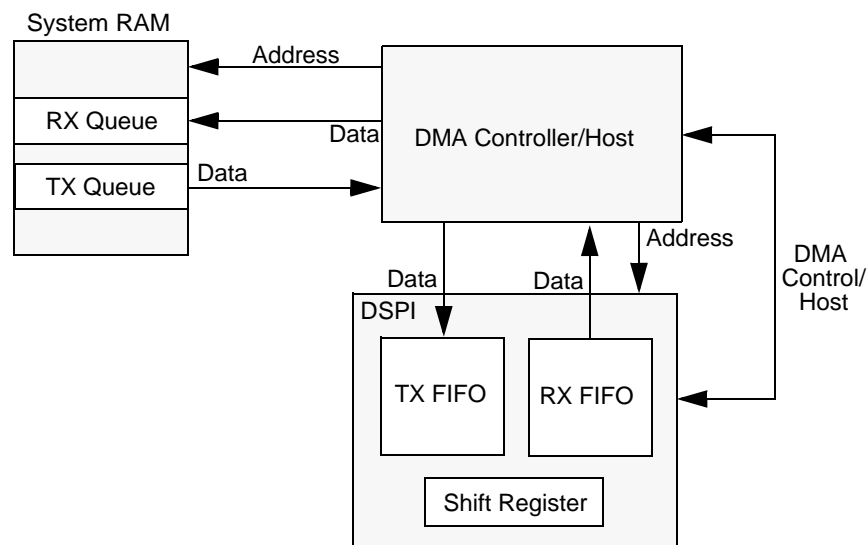 System RAM
Address
RX Queue
Data
DMA Controller/Host
TX Queue
Data
Address
DMA
Control/
Host
Data
Data
DSPI
TX FIFO
RX FIFO
Shift Register